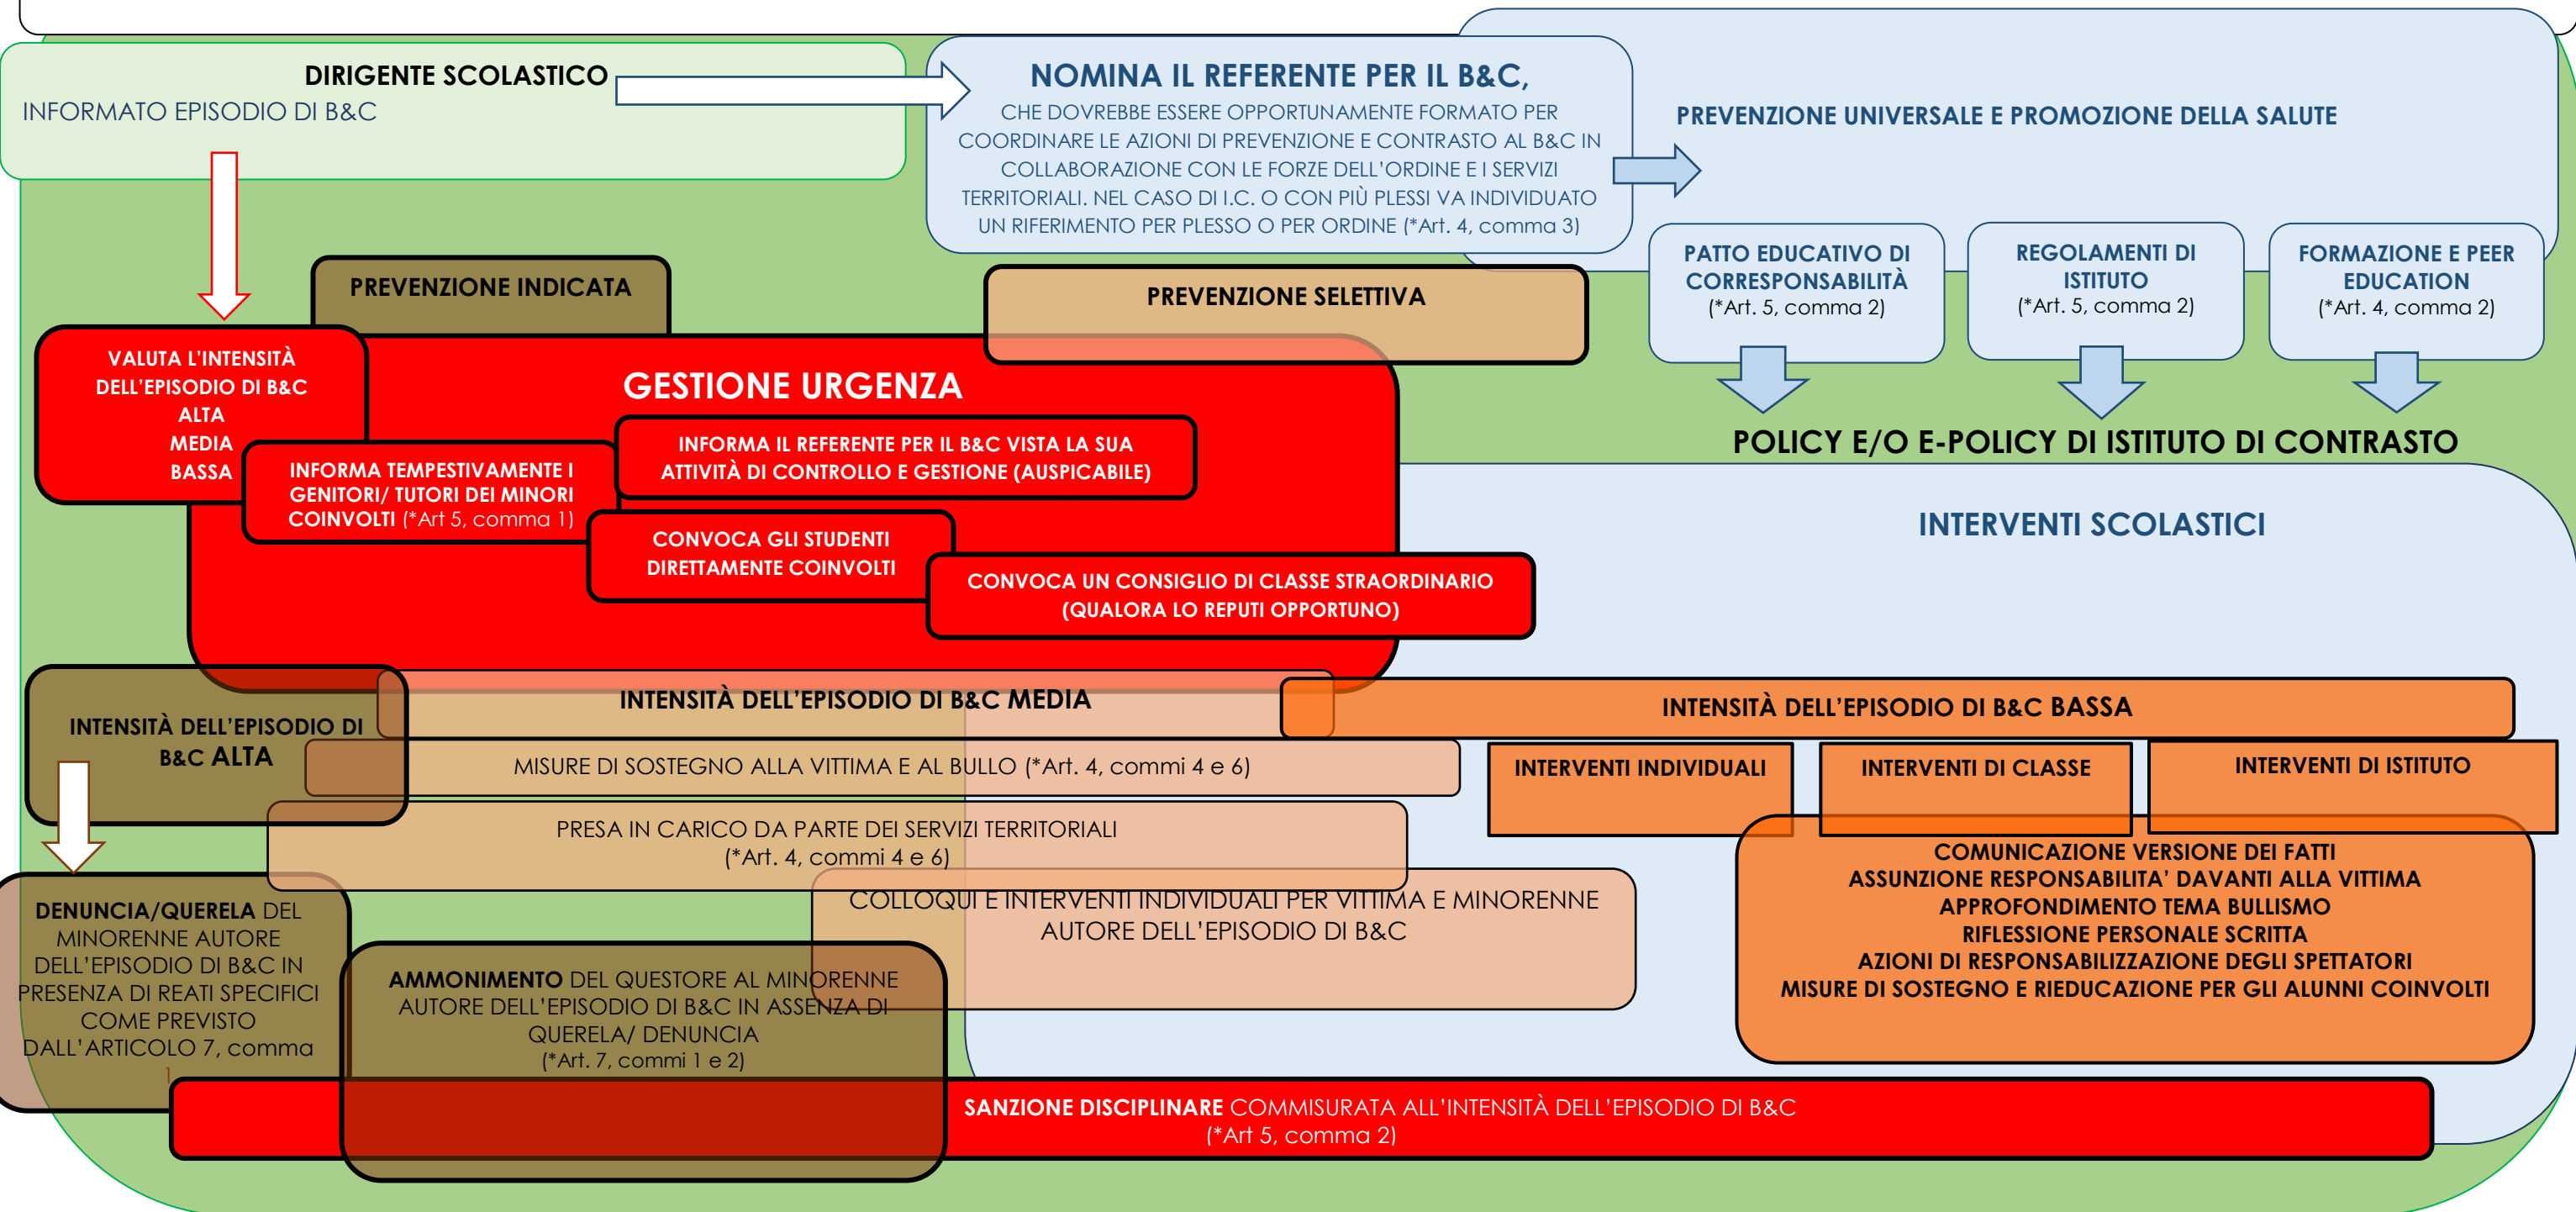 DIRIGENTE SCOLASTICO
INFORMATO EPISODIO DI B&C
NOMINA IL REFERENTE PER IL B&C,
CHE DOVREBBE ESSERE OPPORTUNAMENTE FORMATO PER
COORDINARE LE AZIONI DI PREVENZIONE E CONTRASTO AL B&C IN
COLLABORAZIONE CON LE FORZE DELL'ORDINE E I SERVIZI
TERRITORIALI. NEL CASO DI I.C. O CON PIÙ PLESSI VA INDIVIDUATO
UN RIFERIMENTO PER PLESSO O PER ORDINE (*Art. 4, comma 3)
PREVENZIONE UNIVERSALE E PROMOZIONE DELLA SALUTE
PATTO EDUCATIVO DI
CORRESPONSABILITÀ
(*Art. 5, comma 2)
REGOLAMENTI DI
ISTITUTO
(*Art. 5, comma 2)
FORMAZIONE E PEER
EDUCATION
(*Art. 4, comma 2)
POLICY E/O E-POLICY DI ISTITUTO DI CONTRASTO
PREVENZIONE INDICATA
PREVENZIONE SELETTIVA
VALUTA L'INTENSITÀ
DELL'EPISODIO DI B&C
ALTA
MEDIA
BASSA
GESTIONE URGENZA
INFORMA TEMPESTIVAMENTE I
GENITORI/ TUTORI DEI MINORI
COINVOLTI (*Art 5, comma 1)
INFORMA IL REFERENTE PER IL B&C VISTA LA SUA
ATTIVITÀ DI CONTROLLO E GESTIONE (AUSPICABILE)
CONVOCA GLI STUDENTI
DIRETTAMENTE COINVOLTI
CONVOCA UN CONSIGLIO DI CLASSE STRAORDINARIO
(QUALORA LO REPUTI OPPORTUNO)
INTERVENTI SCOLASTICI
INTENSITÀ DELL'EPISODIO DI
B&C ALTA
INTENSITÀ DELL'EPISODIO DI B&C MEDIA
INTENSITÀ DELL'EPISODIO DI B&C BASSA
MISURE DI SOSTEGNO ALLA VITTIMA E AL BULLO (*Art. 4, commi 4 e 6)
INTERVENTI INDIVIDUALI
INTERVENTI DI CLASSE
INTERVENTI DI ISTITUTO
PRESA IN CARICO DA PARTE DEI SERVIZI TERRITORIALI
(*Art. 4, commi 4 e 6)
COLLOQUI E INTERVENTI INDIVIDUALI PER VITTIMA E MINORENNE
AUTORE DELL'EPISODIO DI B&C
COMUNICAZIONE VERSIONE DEI FATTI
ASSUNZIONE RESPONSABILITA' DAVANTI ALLA VITTIMA
APPROFONDIMENTO TEMA BULLISMO
RIFLESSIONE PERSONALE SCRITTA
AZIONI DI RESPONSABILIZZAZIONE DEGLI SPETTATORI
MISURE DI SOSTEGNO E RIEDUCAZIONE PER GLI ALUNNI COINVOLTI
DENUNCIA/QUERELA DEL
MINORENNE AUTORE
DELL'EPISODIO DI B&C IN
PRESENZA DI REATI SPECIFICI
COME PREVISTO
DALL'ARTICOLO 7, comma
1
AMMONIMENTO DEL QUESTORE AL MINORENNE
AUTORE DELL'EPISODIO DI B&C IN ASSENZA DI
QUERELA/ DENUNCIA
(*Art. 7, commi 1 e 2)
SANZIONE DISCIPLINARE COMMISURATA ALL'INTENSITÀ DELL'EPISODIO DI B&C
(*Art 5, comma 2)